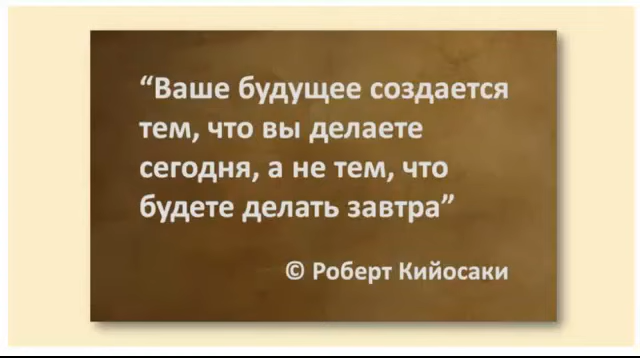 “Ваше будущее создается
тем, что вы делаете
сегодня, а не тем, что
будете делать завтра”
© Роберт Кийосаки